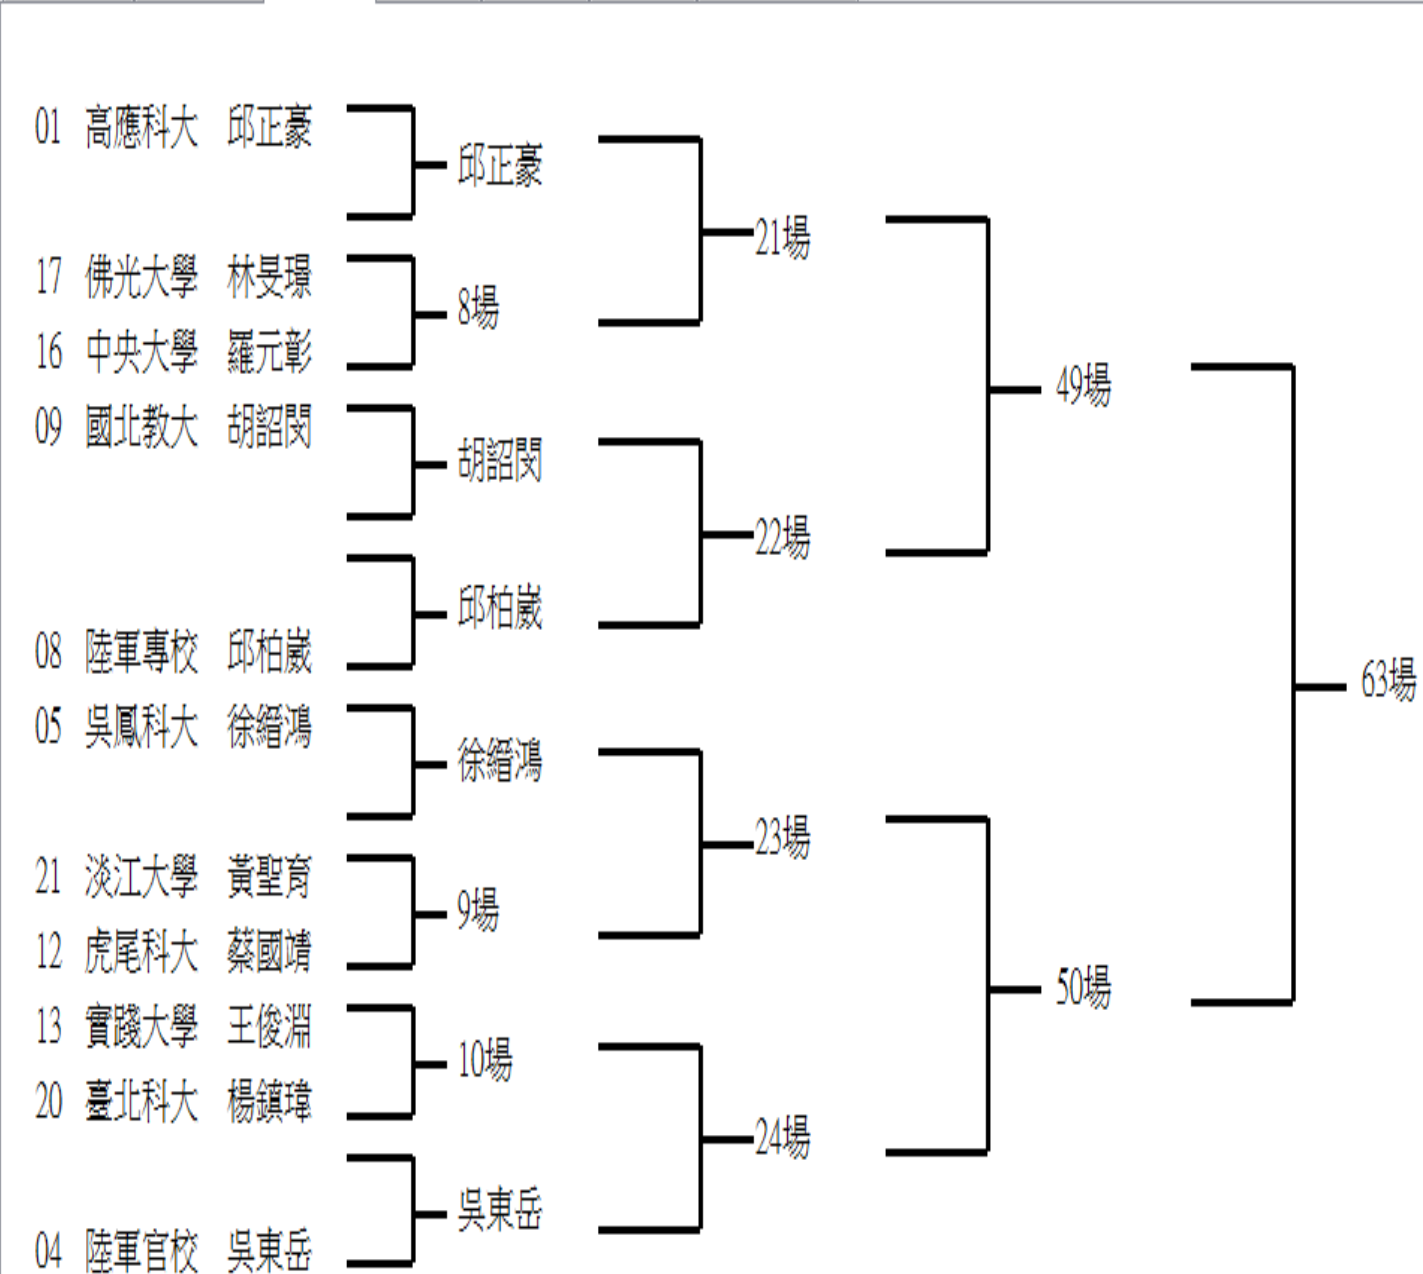 01 高應科大 邱正豪
邱正豪
21場
17 佛光大學 林旻璟
8場
16 中央大學 羅元彰
49場
09 國北教大 胡詔閔
胡詔閔
22場
邱柏崴
08 陸軍專校 邱柏崴
63場
05 吳鳳科大 徐縉鴻
徐縉鴻
23場
21 淡江大學 黃聖育
9場
12 虎尾科大 蔡國靖
50場
13 實踐大學 王俊淵
10場
20 臺北科大 楊鎮瑋
24場
吳東岳
04 陸軍官校 吳東岳